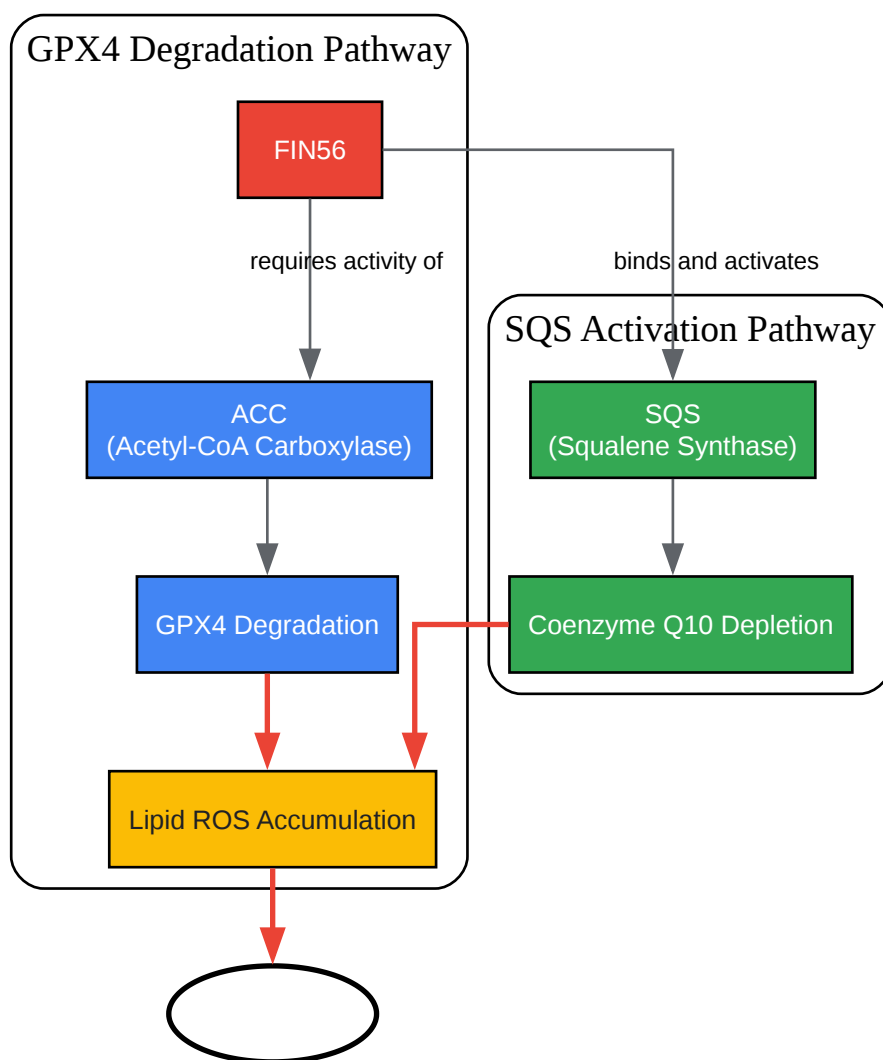 GPX4 Degradation Pathway
FIN56
requires activity of
binds and activates
SQS Activation Pathway
ACC
(Acetyl-CoA Carboxylase)
SQS
(Squalene Synthase)
GPX4 Degradation
Coenzyme Q10 Depletion
Lipid ROS Accumulation